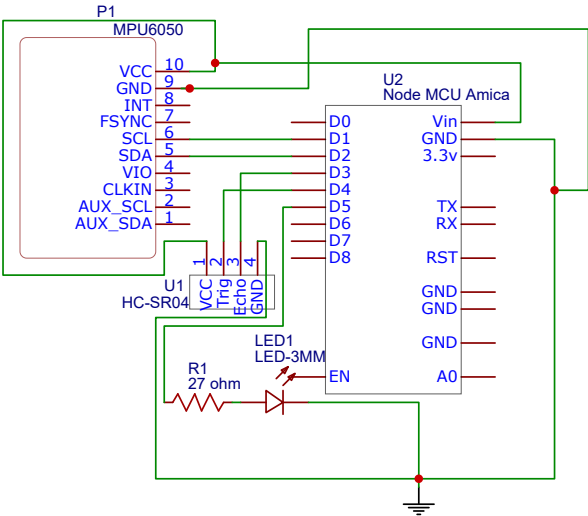 P1
MPU6050
VCC 10
GND 9
INT 8
FSYNC 7
SCL 6
SDA 5
VIO 4
CLKIN 3
AUX_SCL 2
AUX_SDA 1
U2
Node MCU Amica
D0 Vin
D1 GND
D2 3.3v
D3
D4
D5 TX
D6 RX
D7
D8 RST
GND
GND
GND
EN A0
1 2 3 4
U1
HC-SR04
VCC
Trig
Echo
GND
LED1
LED-3MM
R1
27 ohm